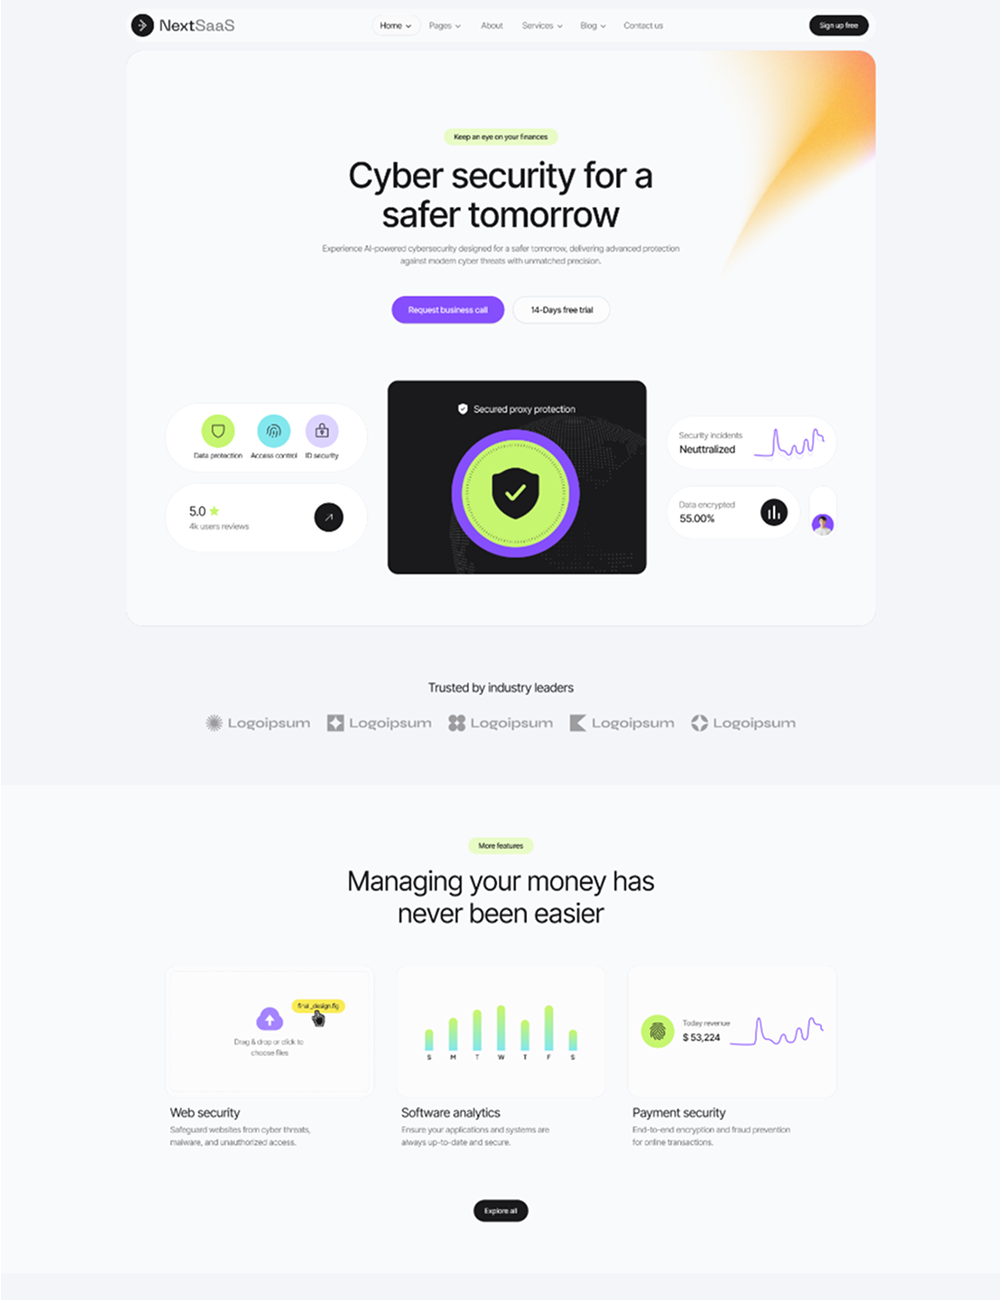 NextSaaS
Home Pages About Services Blog Contact us
Sign up free
Keep an eye on your finances
Cyber security for a
safer tomorrow
Experience AI-powered cybersecurity designed for a safer tomorrow, delivering advanced protection
against modern cyber threats with unmatched precision.
Request business call
14-Days free trial
Data protection Access control ID security
5.0
4k users reviews
Secured proxy protection
Security incidents
Neuttralized
Data encrypted
55.00%
Trusted by industry leaders
Logoipsum Logoipsum Logoipsum Logoipsum Logoipsum
More features
Managing your money has
never been easier
final_design.fig
Drag & drop or click to
choose files
S M T W T F S
Today revenue
$ 53,224
Web security
Safeguard websites from cyber threats,
malware, and unauthorized access.
Software analytics
Ensure your applications and systems are
always up-to-date and secure.
Payment security
End-to-end encryption and fraud prevention
for online transactions.
Explore all